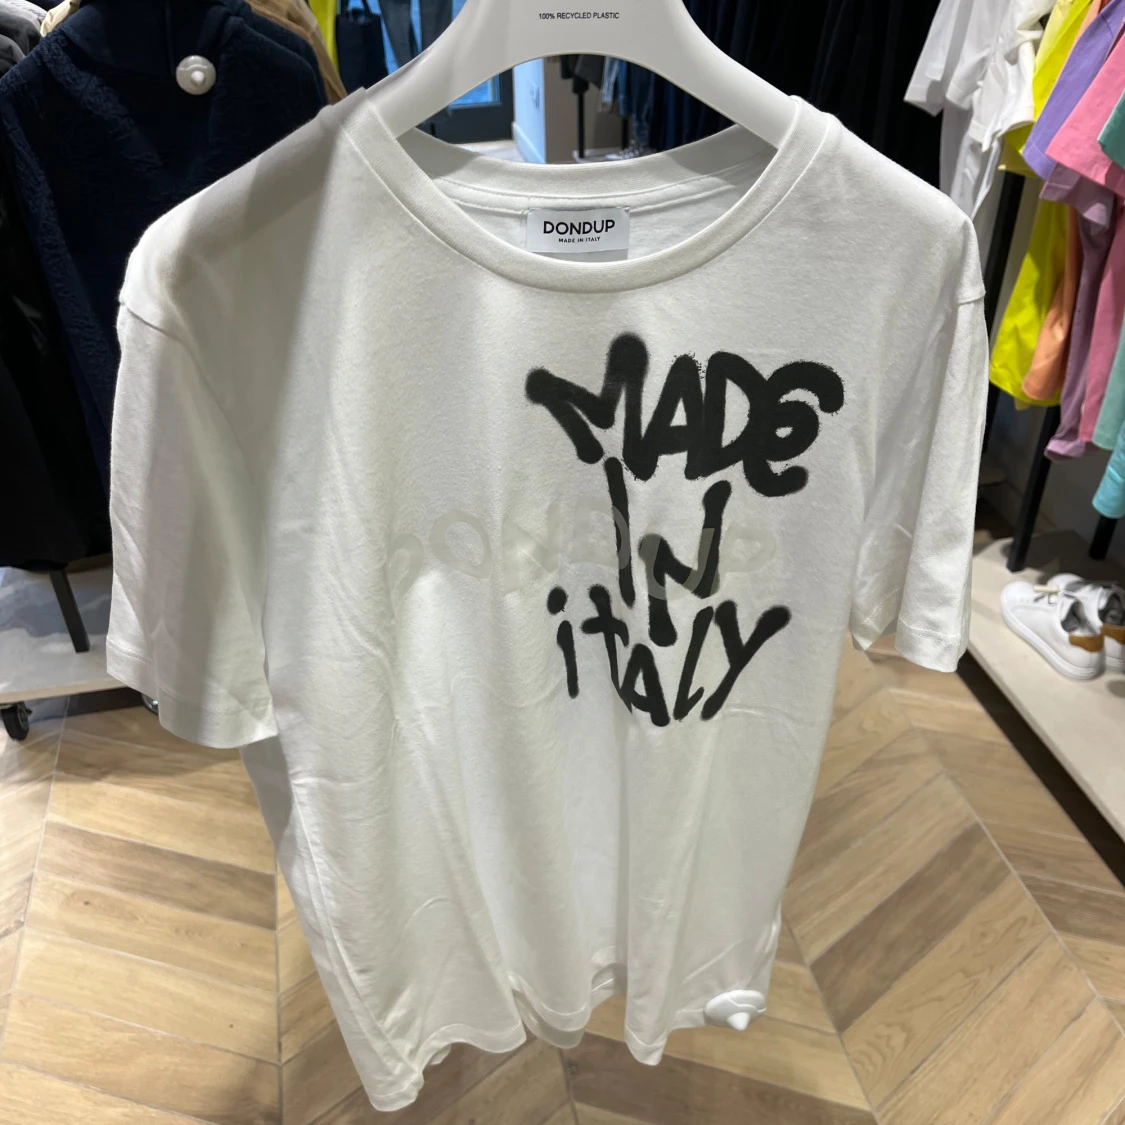 100% RECYCLED PLASTIC
DONDUP
MADE IN ITALY
MADe
IN
DONDUP
itALY